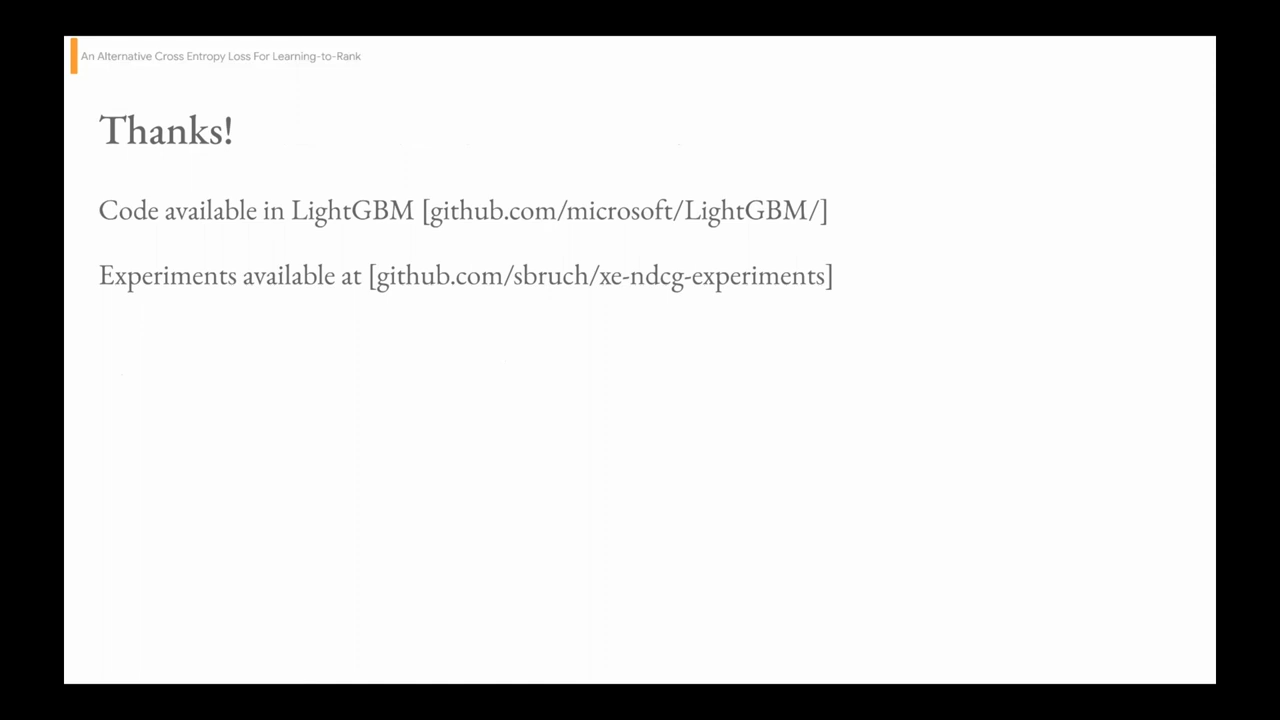 An Alternative Cross Entropy Loss For Learning-to-Rank
Thanks!
Code available in LightGBM [github.com/microsoft/LightGBM/]
Experiments available at [github.com/sbruch/xe-ndcg-experiments]